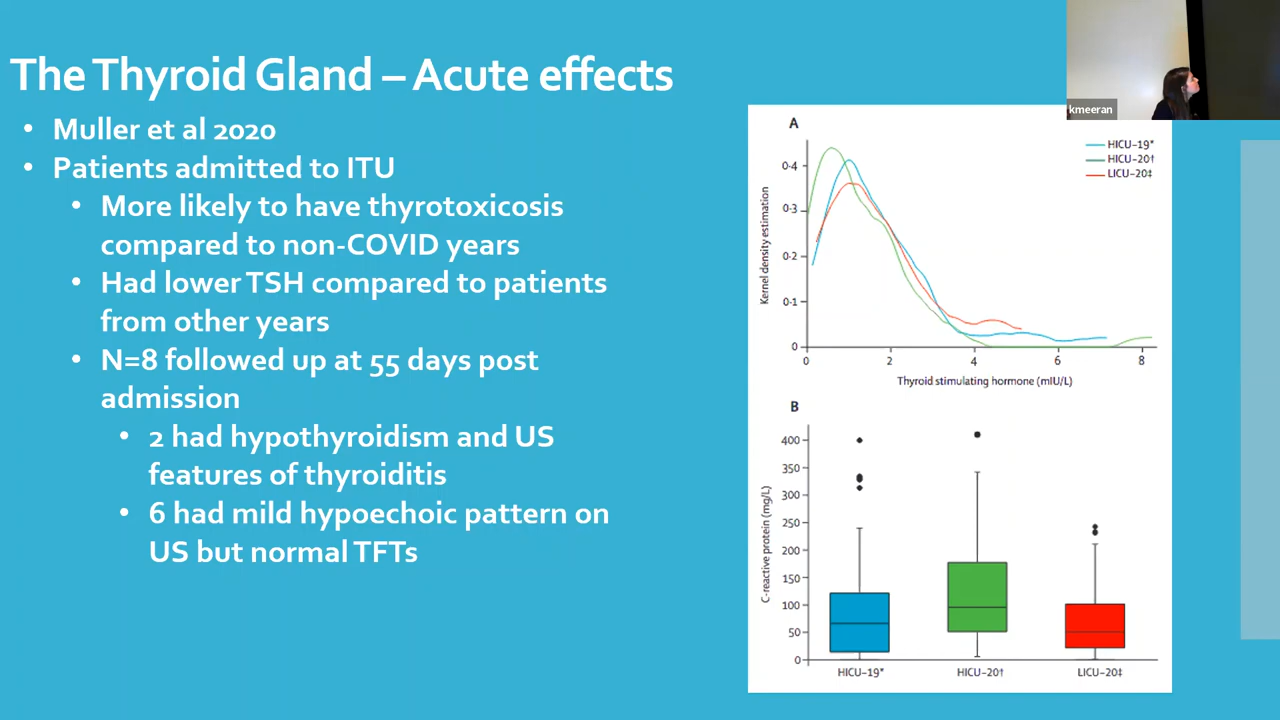 The Thyroid Gland – Acute effects
• Muller et al 2020
• Patients admitted to ITU
• More likely to have thyrotoxicosis
compared to non-COVID years
• Had lower TSH compared to patients
from other years
• N=8 followed up at 55 days post
admission
• 2 had hypothyroidism and US
features of thyroiditis
• 6 had mild hypoechoic pattern on
US but normal TFTs
kmeeran
A
HICU-19*
HICU-20†
LICU-20‡
Kernel density estimation
0·4
0·3
0·2
0·1
0
0 2 4 6 8
Thyroid stimulating hormone (mIU/L)
B
C-reactive protein (mg/L)
400
350
300
250
200
150
100
50
0
HICU-19* HICU-20† LICU-20‡